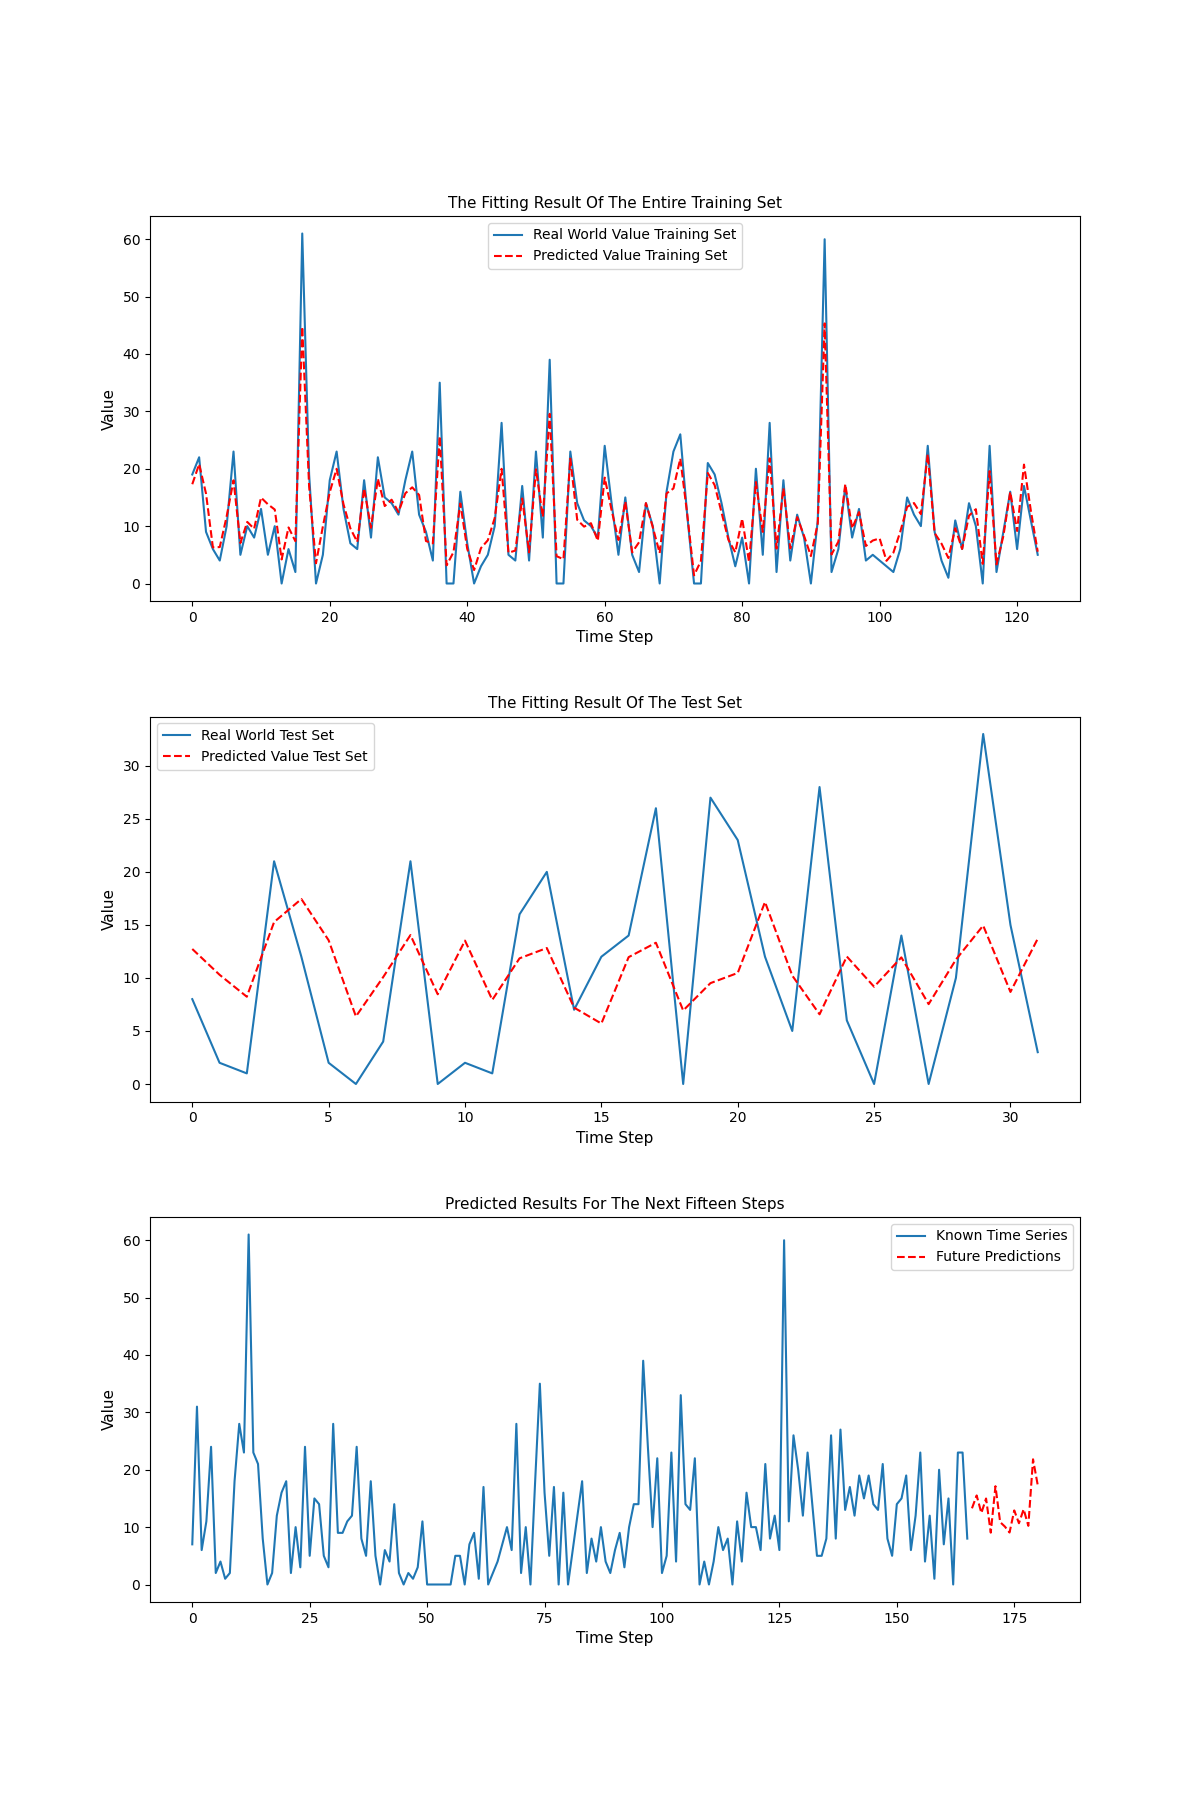 The Fitting Result Of The Entire Training Set
Real World Value Training Set
Predicted Value Training Set
60
50
40
30
20
10
0
Value
0 20 40 60 80 100 120
Time Step
The Fitting Result Of The Test Set
Real World Test Set
Predicted Value Test Set
30
25
20
15
10
5
0
Value
0 5 10 15 20 25 30
Time Step
Predicted Results For The Next Fifteen Steps
Known Time Series
Future Predictions
60
50
40
30
20
10
0
Value
0 25 50 75 100 125 150 175
Time Step